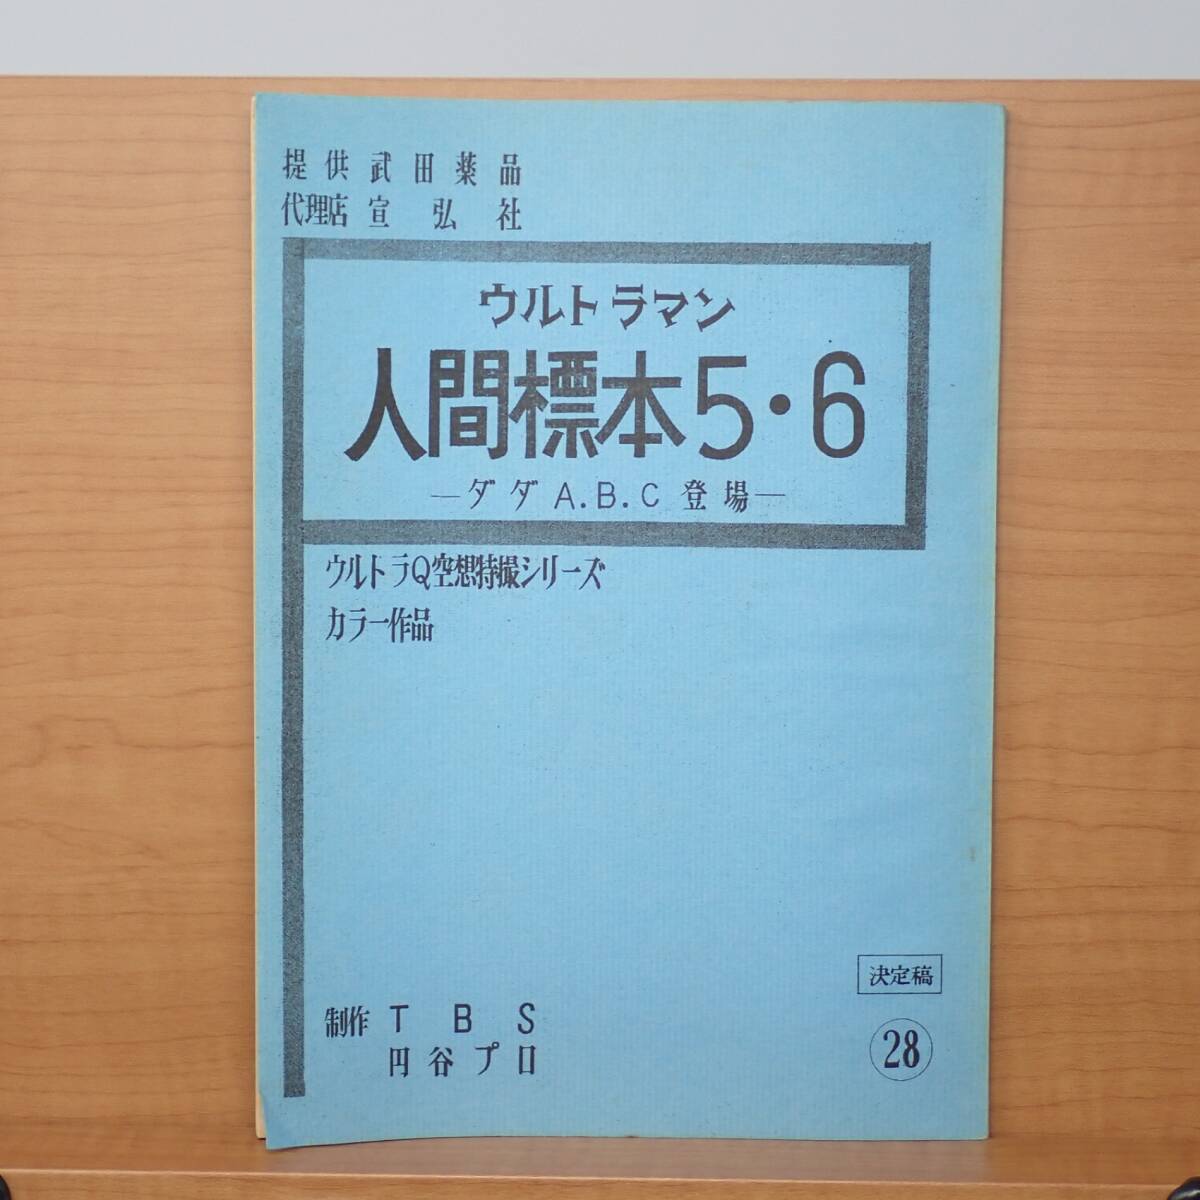 提供 武田薬品
代理店 宣弘社
ウルトラマン
人間標本5・6
―ダダA.B.C登場―
ウルトラQ空想特撮シリーズ
カラー作品
決定稿
制作 TBS
円谷プロ
28